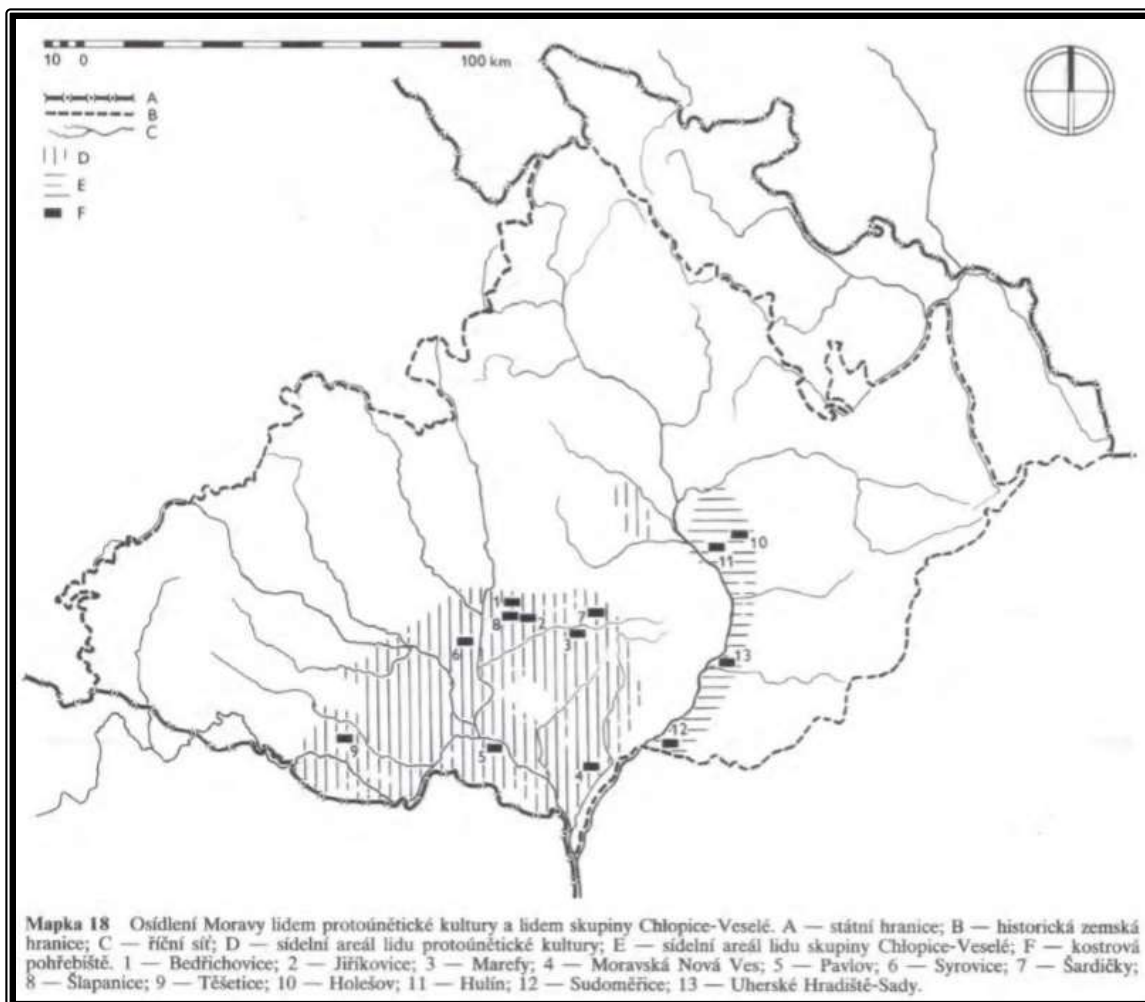 10 0 100 km
A
B
C
D
E
F
10
11
1
8
2
7
3
6
13
12
9
5
4
Mapka 18 Osídlení Moravy lidem protoúnětické kultury a lidem skupiny Chłopice-Veselé. A — státní hranice; B — historická zemská
hranice; C — říční síť; D — sídelní areál lidu protoúnětické kultury; E — sídelní areál lidu skupiny Chłopice-Veselé; F — kostrová
pohřebiště. 1 — Bedřichovice; 2 — Jiříkovice; 3 — Marefy; 4 — Moravská Nová Ves; 5 — Pavlov; 6 — Syrovice; 7 — Šardičky;
8 — Šlapanice; 9 — Těšetice; 10 — Holešov; 11 — Hulín; 12 — Sudoměřice; 13 — Uherské Hradiště-Sady.